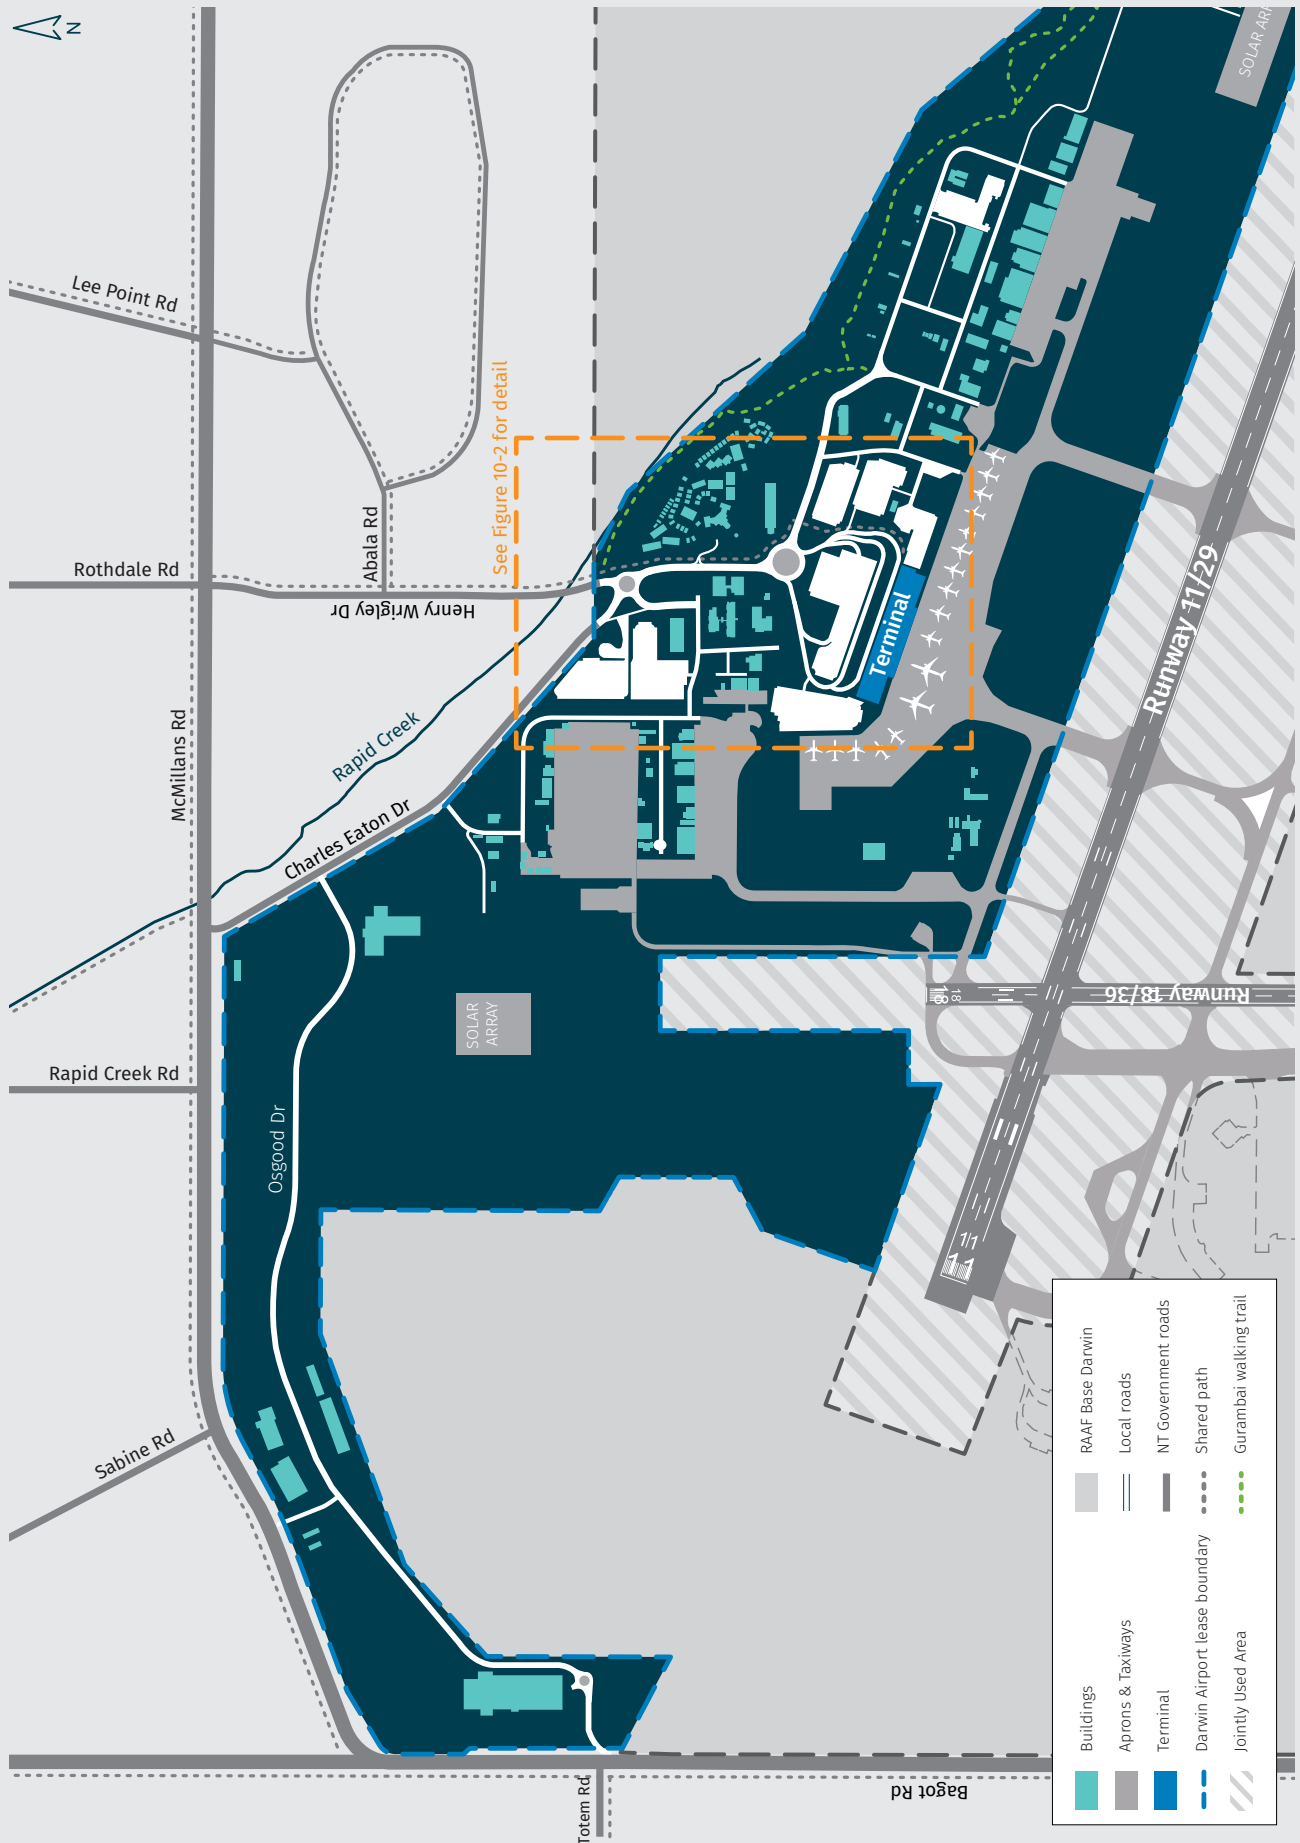 N
Lee Point Rd
Rothdale Rd
Abala Rd
Henry Wrigley Dr
McMillans Rd
Rapid Creek
Charles Eaton Dr
See Figure 10-2 for detail
Rapid Creek Rd
Osgood Dr
Sabine Rd
Totem Rd
Bagot Rd
SOLAR
ARRAY
Terminal
Runway 11/29
Runway 18/36
18
18
11
11
Buildings
Aprons & Taxiways
Terminal
Darwin Airport lease boundary
Jointly Used Area
RAAF Base Darwin
Local roads
NT Government roads
Shared path
Gurambai walking trail
SOLAR